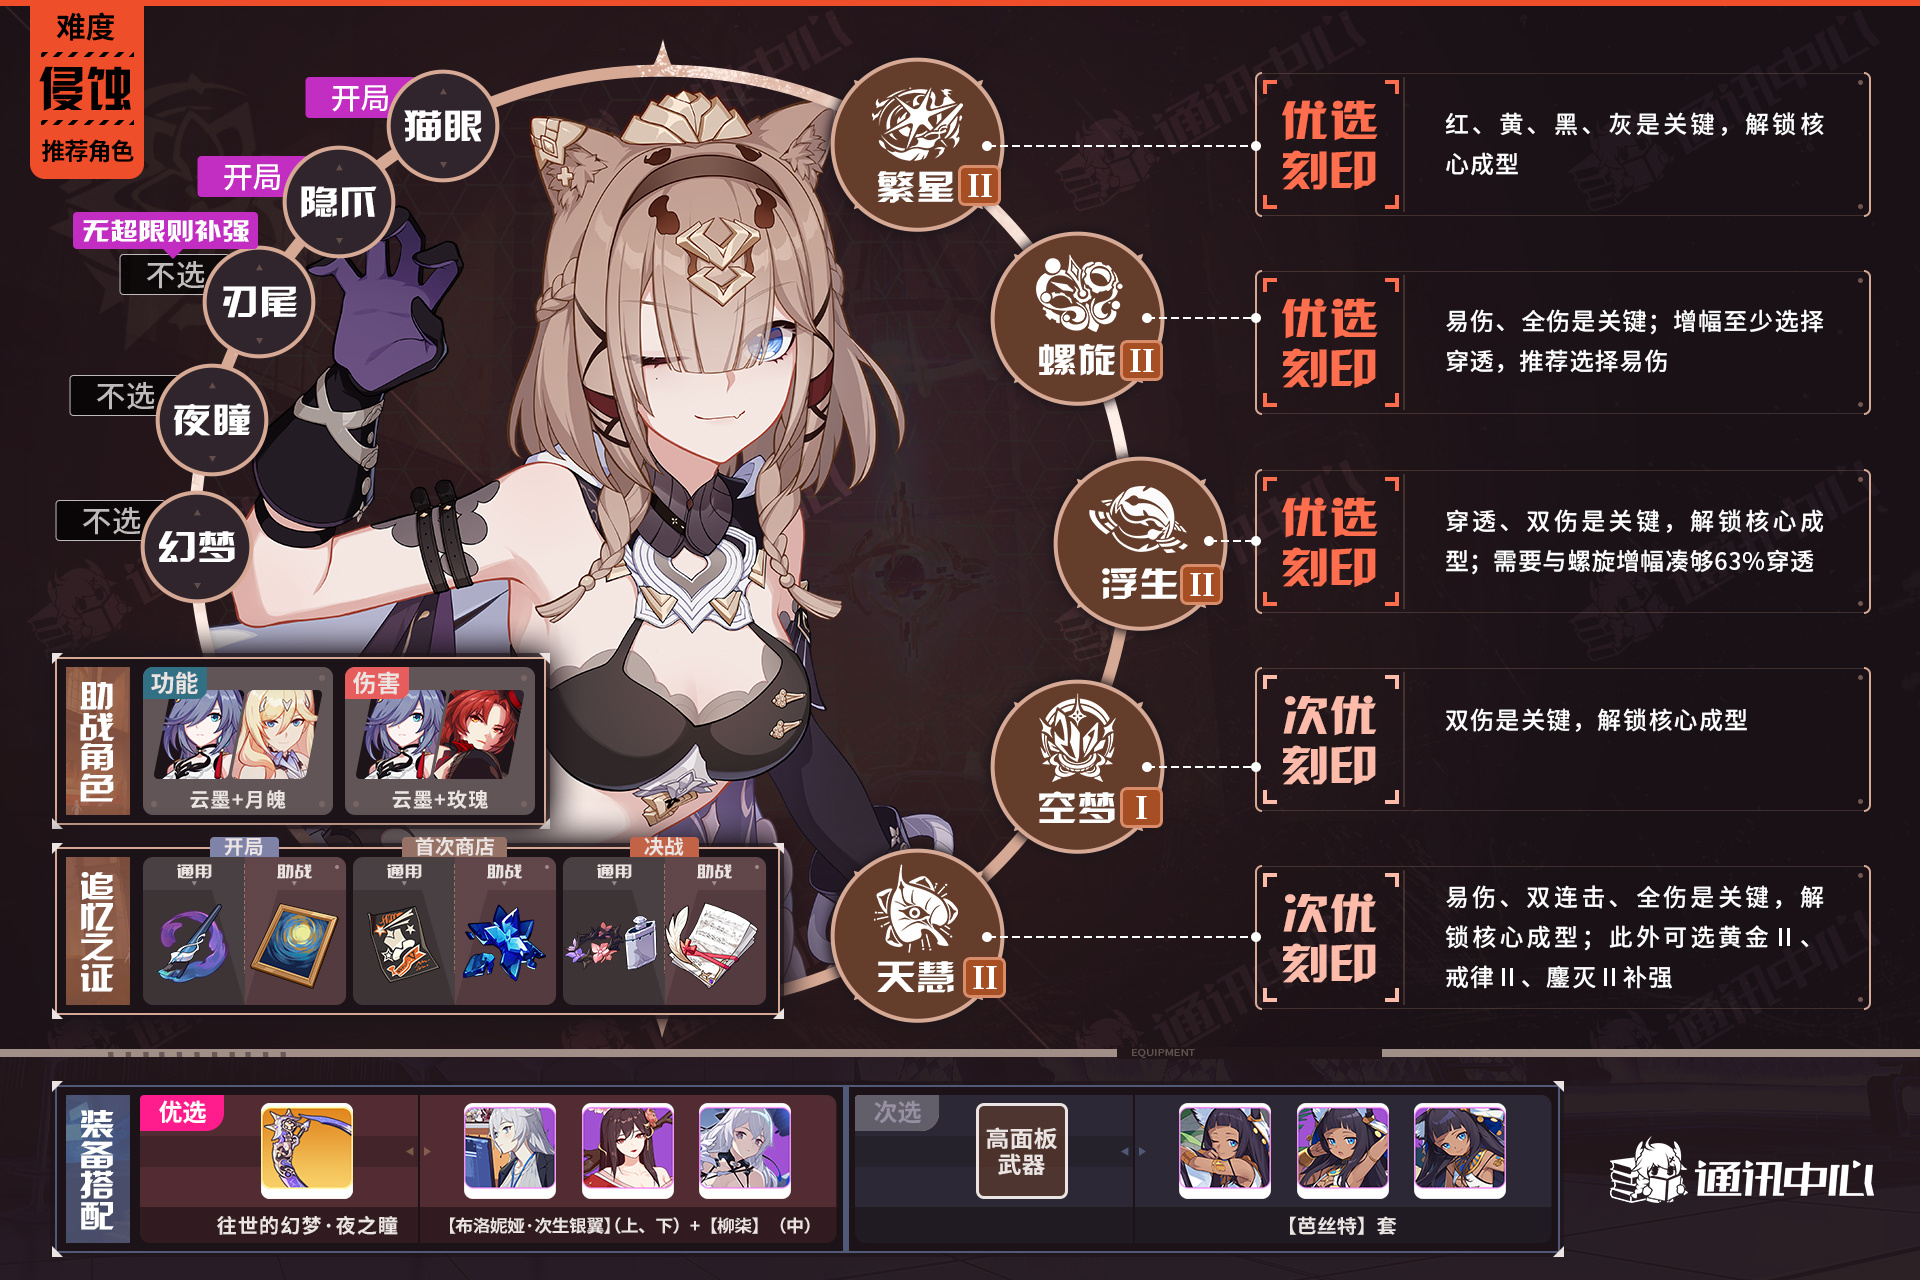 难度
侵蚀
推荐角色
开局
猫眼
开局
隐爪
无超限则补强
不选
刃尾
不选
夜瞳
不选
幻梦
繁星 II
优选
刻印
红、黄、黑、灰是关键，解锁核
心成型
螺旋 II
优选
刻印
易伤、全伤是关键；增幅至少选择
穿透，推荐选择易伤
浮生 II
优选
刻印
穿透、双伤是关键，解锁核心成
型；需要与螺旋增幅凑够63%穿透
空梦 I
次优
刻印
双伤是关键，解锁核心成型
天慧 II
次优
刻印
易伤、双连击、全伤是关键，解
锁核心成型；此外可选黄金II、
戒律II、鏖灭II补强
助战角色
功能
云墨+月魄
伤害
云墨+玫瑰
追忆之证
开局
通用 助战
首次商店
通用 助战
决战
通用 助战
EQUIPMENT
装备搭配
优选
往世的幻梦·夜之瞳
【布洛妮娅·次生银翼】（上、下）+【柳柒】（中）
次选
高面板
武器
【芭丝特】套
通讯中心